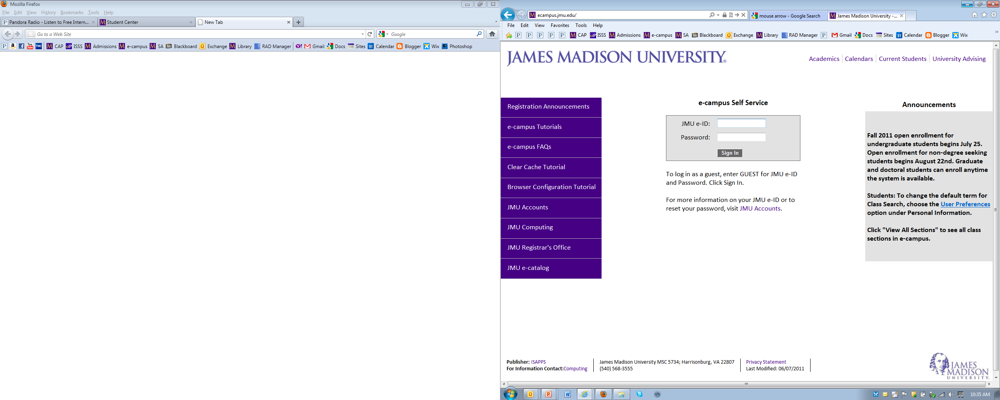 Mozilla Firefox
File Edit View History Bookmarks Tools Help
Pandora Radio - Listen to Free Intern...
Student Center
New Tab
Go to a Web Site
Google
CAP ISSS Admissions e-campus SA Blackboard Exchange Library RAD Manager Gmail Docs Sites Calendar Blogger Wix Photoshop
ecampus.jmu.edu/
mouse arrow - Google Search
James Madison University -...
File Edit View Favorites Tools Help
CAP ISSS Admissions e-campus SA Blackboard Exchange Library RAD Manager Gmail Docs Sites Calendar Blogger Wix
JAMES MADISON UNIVERSITY®
Academics Calendars Current Students University Advising
Registration Announcements
e-campus Tutorials
e-campus FAQs
Clear Cache Tutorial
Browser Configuration Tutorial
JMU Accounts
JMU Computing
JMU Registrar's Office
JMU e-catalog
e-campus Self Service
JMU e-ID:
Password:
Sign In
To log in as a guest, enter GUEST for JMU e-ID
and Password. Click Sign In.
For more information on your JMU e-ID or to
reset your password, visit JMU Accounts.
Announcements
Fall 2011 open enrollment for
undergraduate students begins July 25.
Open enrollment for non-degree seeking
students begins August 22nd. Graduate
and doctoral students can enroll anytime
the system is available.
Students: To change the default term for
Class Search, choose the User Preferences
option under Personal Information.
Click "View All Sections" to see all class
sections in e-campus.
Publisher: ISAPPS
For Information Contact:Computing
James Madison University MSC 5734; Harrisonburg, VA 22807
(540) 568-3555
Privacy Statement
Last Modified: 06/07/2011
JAMES
MADISON
UNIVERSITY.
10:35 AM